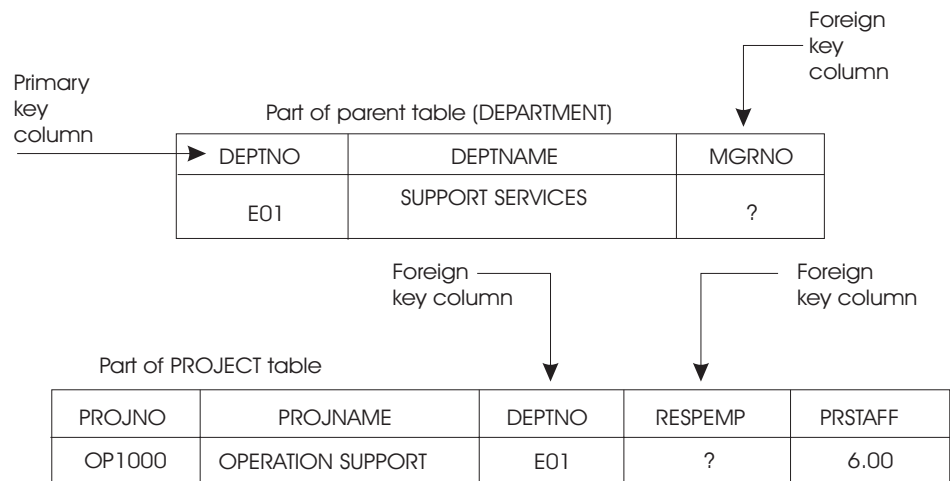 Foreign
key
column
Primary
key
column
Part of parent table (DEPARTMENT)
DEPTNO DEPTNAME MGRNO
E01 SUPPORT SERVICES ?
Foreign
key column
Foreign
key column
Part of PROJECT table
PROJNO PROJNAME DEPTNO RESPEMP PRSTAFF
OP1000 OPERATION SUPPORT E01 ? 6.00